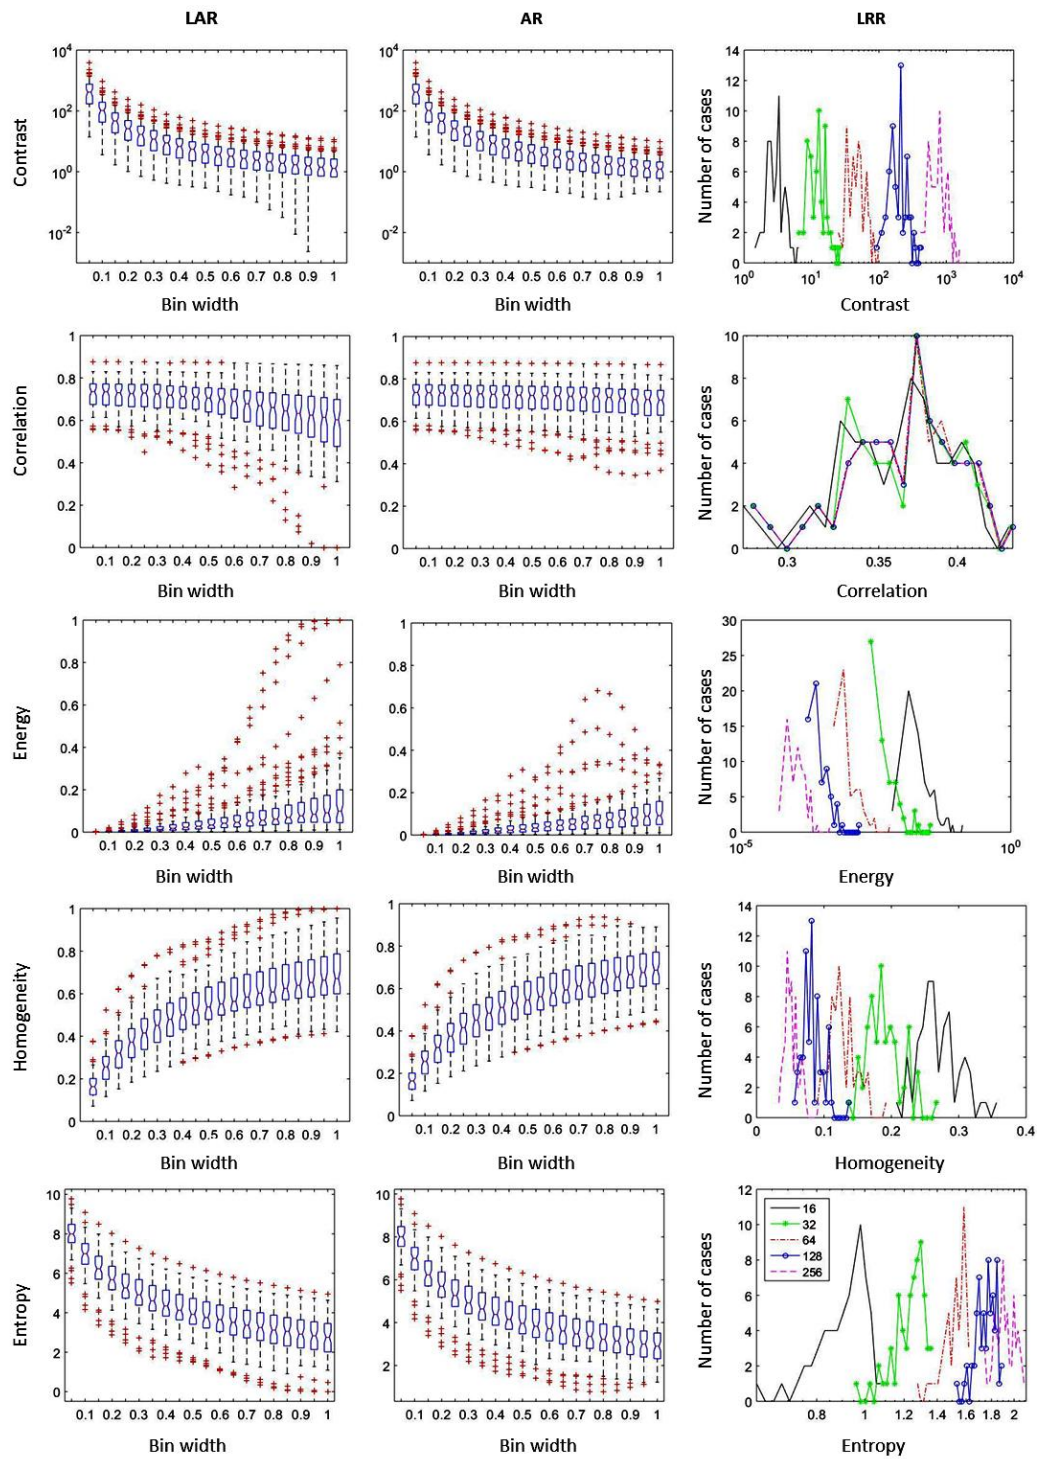 LAR AR LRR
10^4 10^2 10^0 10^-2
0.1 0.2 0.3 0.4 0.5 0.6 0.7 0.8 0.9 1
Contrast
Bin width
10^4 10^2 10^0 10^-2
0.1 0.2 0.3 0.4 0.5 0.6 0.7 0.8 0.9 1
Bin width
14 12 10 8 6 4 2 0
Number of cases
10^0 10^1 10^2 10^3 10^4
Contrast
1 0.8 0.6 0.4 0.2 0
0.1 0.2 0.3 0.4 0.5 0.6 0.7 0.8 0.9 1
Correlation
Bin width
1 0.8 0.6 0.4 0.2 0
0.1 0.2 0.3 0.4 0.5 0.6 0.7 0.8 0.9 1
Bin width
10 8 6 4 2 0
Number of cases
0.3 0.35 0.4
Correlation
1 0.8 0.6 0.4 0.2 0
0.1 0.2 0.3 0.4 0.5 0.6 0.7 0.8 0.9 1
Energy
Bin width
1 0.8 0.6 0.4 0.2 0
0.1 0.2 0.3 0.4 0.5 0.6 0.7 0.8 0.9 1
Bin width
30 25 20 15 10 5 0
Number of cases
10^-5 10^0
Energy
1 0.8 0.6 0.4 0.2 0
0.1 0.2 0.3 0.4 0.5 0.6 0.7 0.8 0.9 1
Homogeneity
Bin width
1 0.8 0.6 0.4 0.2 0
0.1 0.2 0.3 0.4 0.5 0.6 0.7 0.8 0.9 1
Bin width
14 12 10 8 6 4 2 0
Number of cases
0 0.1 0.2 0.3 0.4
Homogeneity
10 8 6 4 2 0
0.1 0.2 0.3 0.4 0.5 0.6 0.7 0.8 0.9 1
Entropy
Bin width
10 8 6 4 2
0.1 0.2 0.3 0.4 0.5 0.6 0.7 0.8 0.9 1
Bin width
12 10 8 6 4 2 0
Number of cases
16
32
64
128
256
0.8 1 1.2 1.4 1.6 1.8 2
Entropy